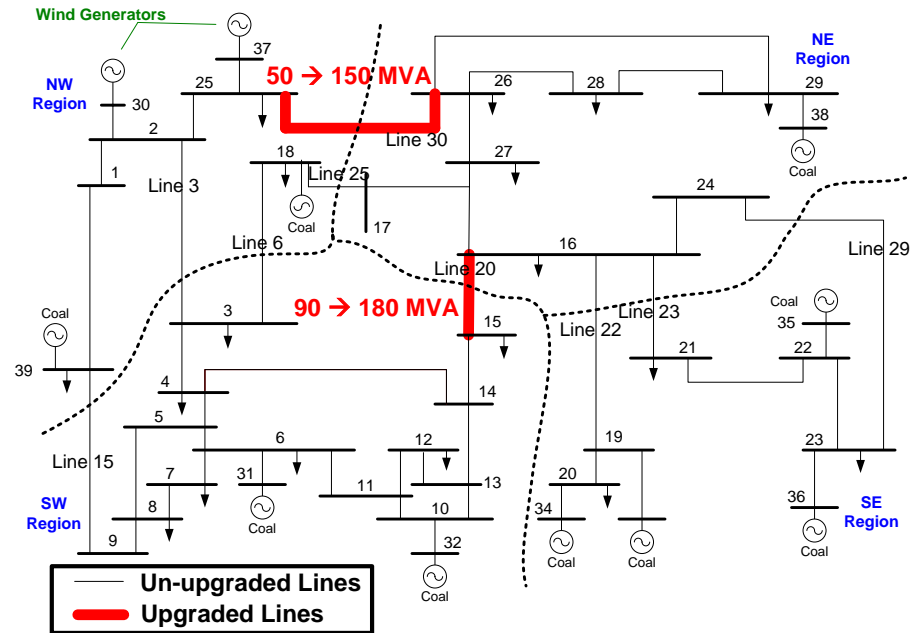 Wind Generators
37
NE
Region
25
50 → 150 MVA
NW
Region
30
26
28
29
2
38
Line 30
Coal
18
27
1
Line 3
Line 25
24
Coal
17
16
Line 6
Line 20
Line 29
90 → 180 MVA
Line 23
Coal
Line 22
3
15
35
Coal
39
21
22
4
14
5
6
12
19
23
Line 15
7
31
13
20
11
SW
Region
8
Coal
10
34
36
SE
Region
9
32
Coal
Coal
Coal
Coal
Un-upgraded Lines
Upgraded Lines